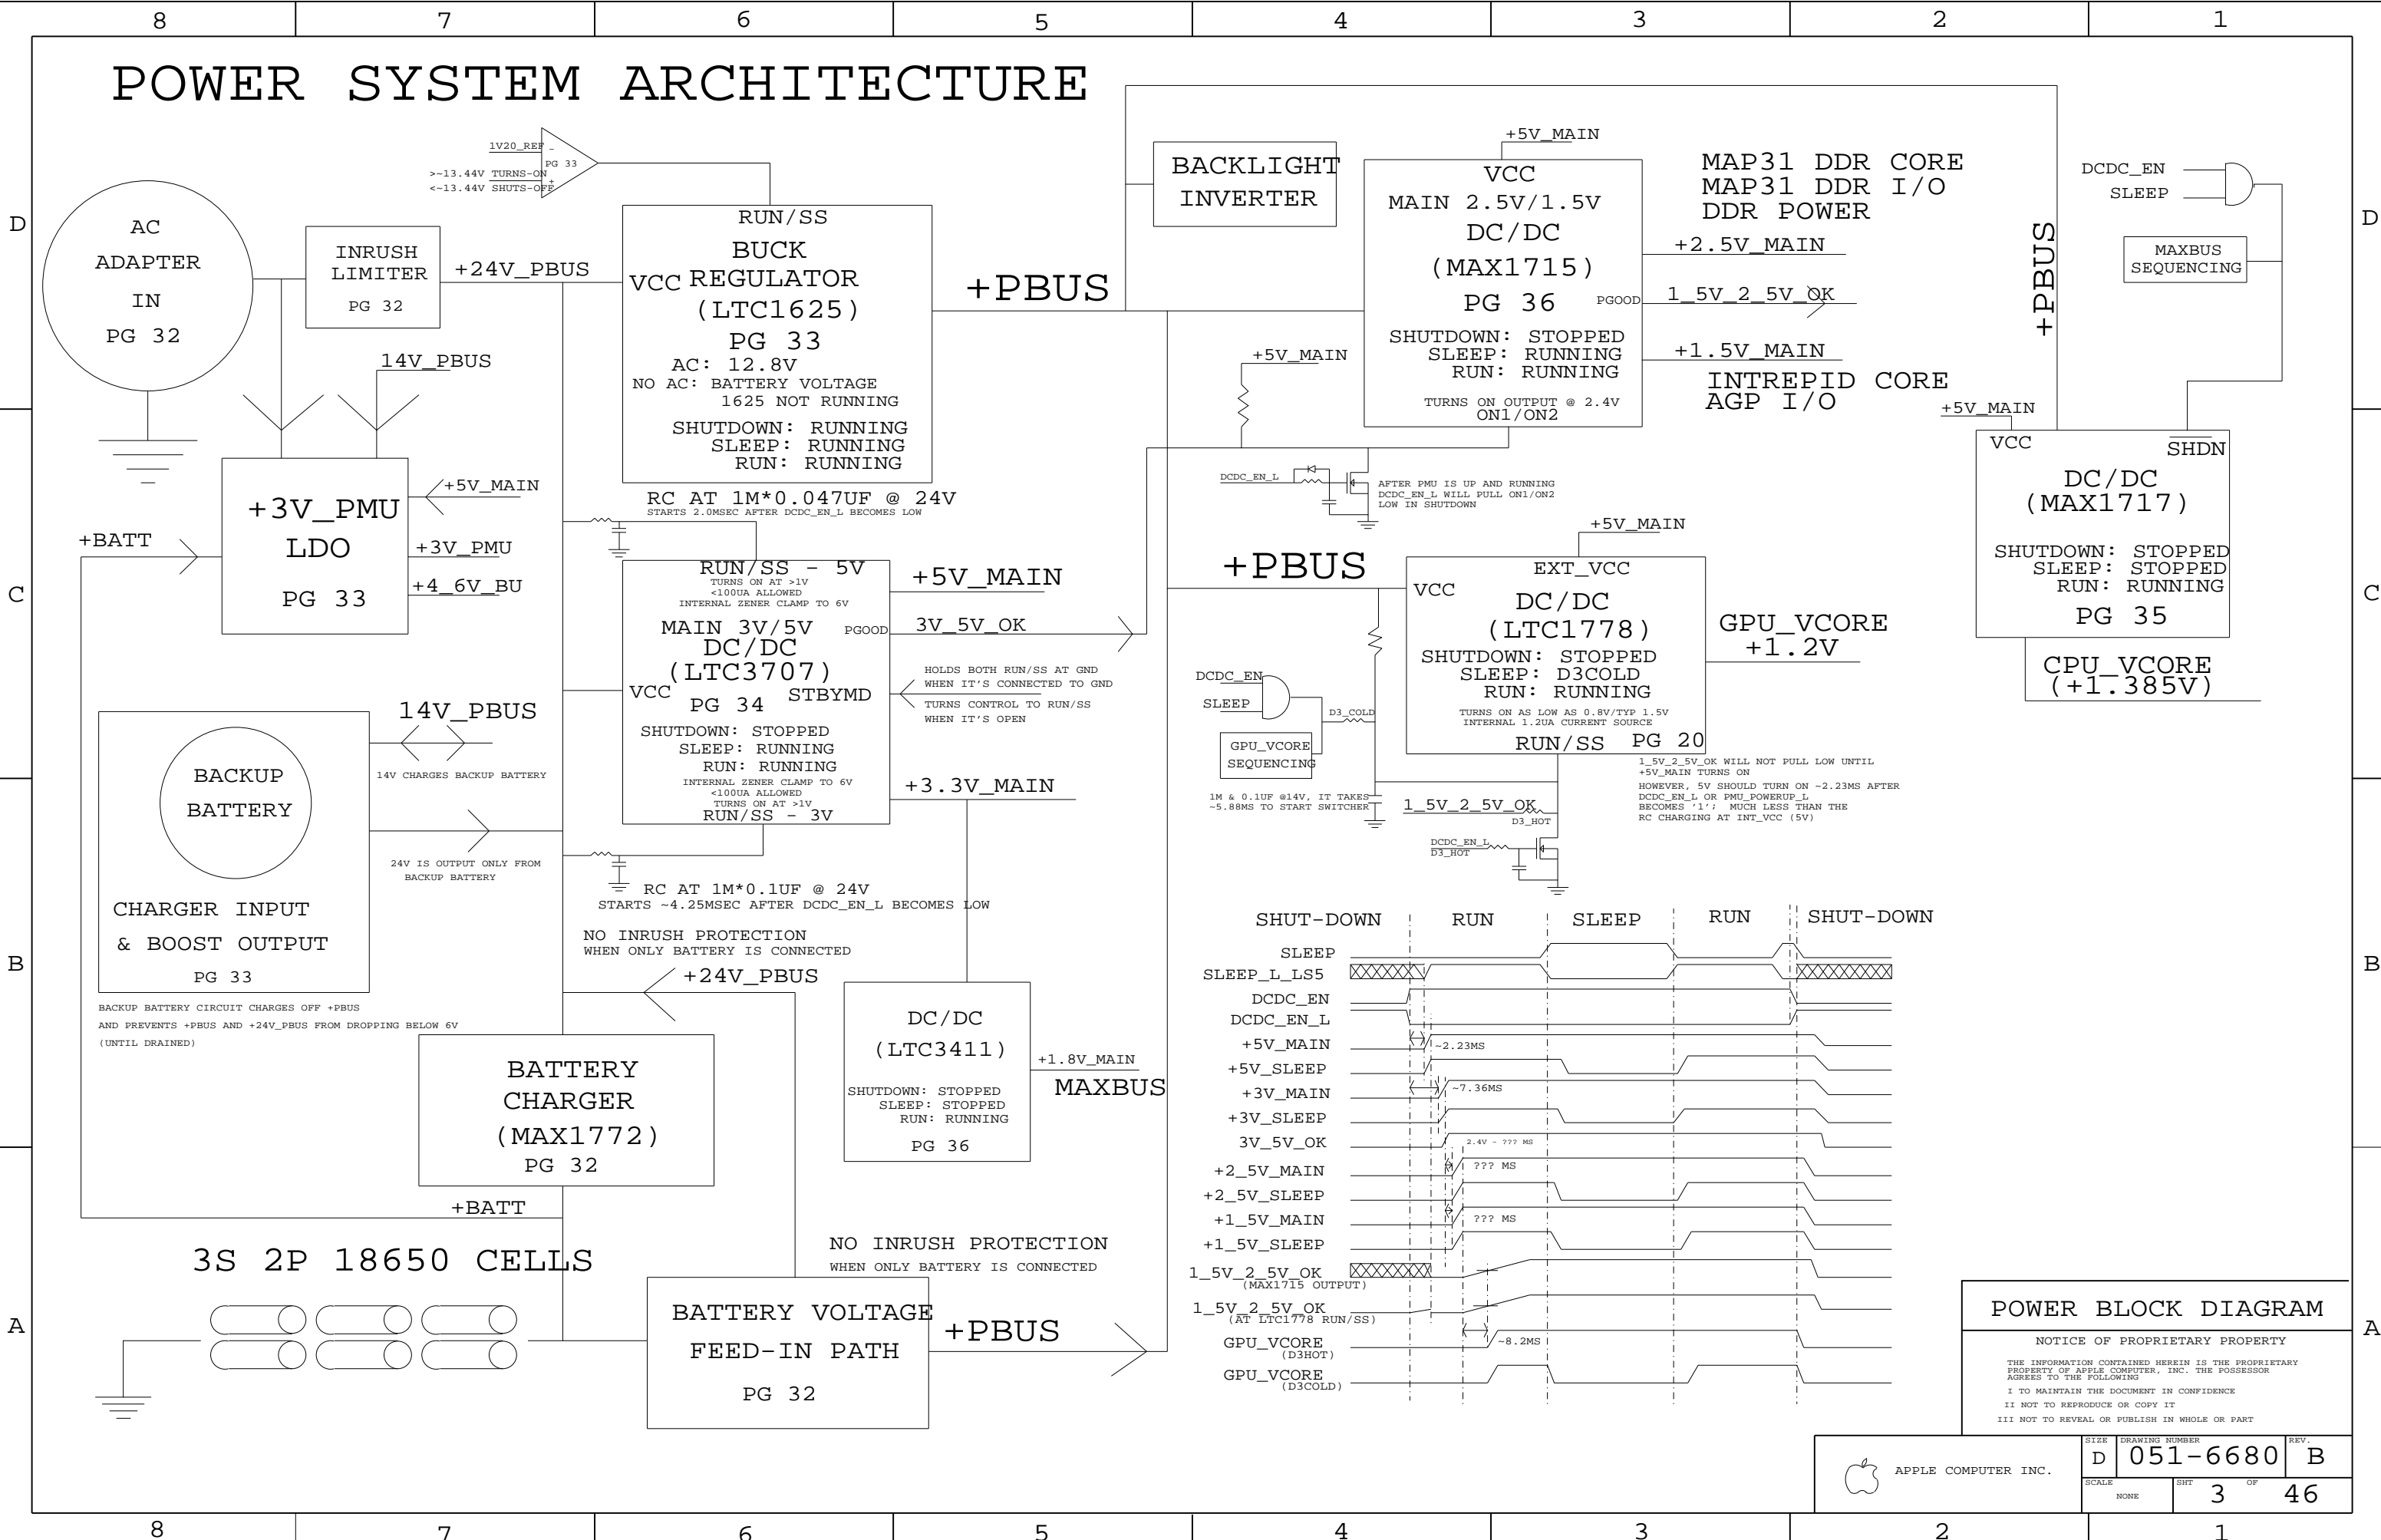 8 7 6 5 4 3 2 1
POWER SYSTEM ARCHITECTURE
D
C
B
A
AC
ADAPTER
IN
PG 32
INRUSH
LIMITER
PG 32
+24V_PBUS
14V_PBUS
1V20_REF
-
PG 33
>~13.44V TURNS-ON
+
<~13.44V SHUTS-OFF
RUN/SS
BUCK
VCC REGULATOR
(LTC1625)
PG 33
AC: 12.8V
NO AC: BATTERY VOLTAGE
1625 NOT RUNNING
SHUTDOWN: RUNNING
SLEEP: RUNNING
RUN: RUNNING
+PBUS
RC AT 1M*0.047UF @ 24V
STARTS 2.0MSEC AFTER DCDC_EN_L BECOMES LOW
+3V_PMU
LDO
PG 33
+BATT
+5V_MAIN
+3V_PMU
+4_6V_BU
RUN/SS - 5V
TURNS ON AT >1V
<100UA ALLOWED
INTERNAL ZENER CLAMP TO 6V
MAIN 3V/5V
PGOOD
DC/DC
(LTC3707)
VCC
PG 34
STBYMD
SHUTDOWN: STOPPED
SLEEP: RUNNING
RUN: RUNNING
INTERNAL ZENER CLAMP TO 6V
<100UA ALLOWED
TURNS ON AT >1V
RUN/SS - 3V
+5V_MAIN
3V_5V_OK
HOLDS BOTH RUN/SS AT GND
WHEN IT'S CONNECTED TO GND
TURNS CONTROL TO RUN/SS
WHEN IT'S OPEN
+3.3V_MAIN
RC AT 1M*0.1UF @ 24V
STARTS ~4.25MSEC AFTER DCDC_EN_L BECOMES LOW
BACKUP
BATTERY
CHARGER INPUT
& BOOST OUTPUT
PG 33
14V_PBUS
14V CHARGES BACKUP BATTERY
24V IS OUTPUT ONLY FROM
BACKUP BATTERY
BACKUP BATTERY CIRCUIT CHARGES OFF +PBUS
AND PREVENTS +PBUS AND +24V_PBUS FROM DROPPING BELOW 6V
(UNTIL DRAINED)
NO INRUSH PROTECTION
WHEN ONLY BATTERY IS CONNECTED
+24V_PBUS
BATTERY
CHARGER
(MAX1772)
PG 32
+BATT
DC/DC
(LTC3411)
SHUTDOWN: STOPPED
SLEEP: STOPPED
RUN: RUNNING
PG 36
+1.8V_MAIN
MAXBUS
3S 2P 18650 CELLS
NO INRUSH PROTECTION
WHEN ONLY BATTERY IS CONNECTED
BATTERY VOLTAGE
FEED-IN PATH
PG 32
+PBUS
BACKLIGHT
INVERTER
+5V_MAIN
VCC
MAIN 2.5V/1.5V
DC/DC
(MAX1715)
PG 36
PGOOD
SHUTDOWN: STOPPED
SLEEP: RUNNING
RUN: RUNNING
TURNS ON OUTPUT @ 2.4V
ON1/ON2
MAP31 DDR CORE
MAP31 DDR I/O
DDR POWER
+2.5V_MAIN
1_5V_2_5V_OK
+1.5V_MAIN
INTREPID CORE
AGP I/O
+5V_MAIN
DCDC_EN_L
AFTER PMU IS UP AND RUNNING
DCDC_EN_L WILL PULL ON1/ON2
LOW IN SHUTDOWN
+PBUS
+5V_MAIN
EXT_VCC
VCC
DC/DC
(LTC1778)
SHUTDOWN: STOPPED
SLEEP: D3COLD
RUN: RUNNING
TURNS ON AS LOW AS 0.8V/TYP 1.5V
INTERNAL 1.2UA CURRENT SOURCE
RUN/SS PG 20
GPU_VCORE
+1.2V
DCDC_EN
SLEEP
D3_COLD
GPU_VCORE
SEQUENCING
1M & 0.1UF @14V, IT TAKES
~5.88MS TO START SWITCHER
1_5V_2_5V_OK
D3_HOT
DCDC_EN_L
D3_HOT
1_5V_2_5V_OK WILL NOT PULL LOW UNTIL
+5V_MAIN TURNS ON
HOWEVER, 5V SHOULD TURN ON ~2.23MS AFTER
DCDC_EN_L OR PMU_POWERUP_L
BECOMES '1'; MUCH LESS THAN THE
RC CHARGING AT INT_VCC (5V)
+PBUS
DCDC_EN
SLEEP
MAXBUS
SEQUENCING
+5V_MAIN
VCC
SHDN
DC/DC
(MAX1717)
SHUTDOWN: STOPPED
SLEEP: STOPPED
RUN: RUNNING
PG 35
CPU_VCORE
(+1.385V)
SHUT-DOWN RUN SLEEP RUN SHUT-DOWN
SLEEP
SLEEP_L_LS5
DCDC_EN
DCDC_EN_L
+5V_MAIN
~2.23MS
+5V_SLEEP
+3V_MAIN
~7.36MS
+3V_SLEEP
3V_5V_OK
2.4V - ??? MS
+2_5V_MAIN
??? MS
+2_5V_SLEEP
+1_5V_MAIN
??? MS
+1_5V_SLEEP
1_5V_2_5V_OK
(MAX1715 OUTPUT)
1_5V_2_5V_OK
(AT LTC1778 RUN/SS)
GPU_VCORE
(D3HOT)
~8.2MS
GPU_VCORE
(D3COLD)
POWER BLOCK DIAGRAM
NOTICE OF PROPRIETARY PROPERTY
THE INFORMATION CONTAINED HEREIN IS THE PROPRIETARY
PROPERTY OF APPLE COMPUTER, INC. THE POSSESSOR
AGREES TO THE FOLLOWING
I TO MAINTAIN THE DOCUMENT IN CONFIDENCE
II NOT TO REPRODUCE OR COPY IT
III NOT TO REVEAL OR PUBLISH IN WHOLE OR PART
APPLE COMPUTER INC.
SIZE
D
DRAWING NUMBER
051-6680
REV.
B
SCALE
NONE
SHT
3
OF
46
D
C
B
A
8 7 6 5 4 3 2 1